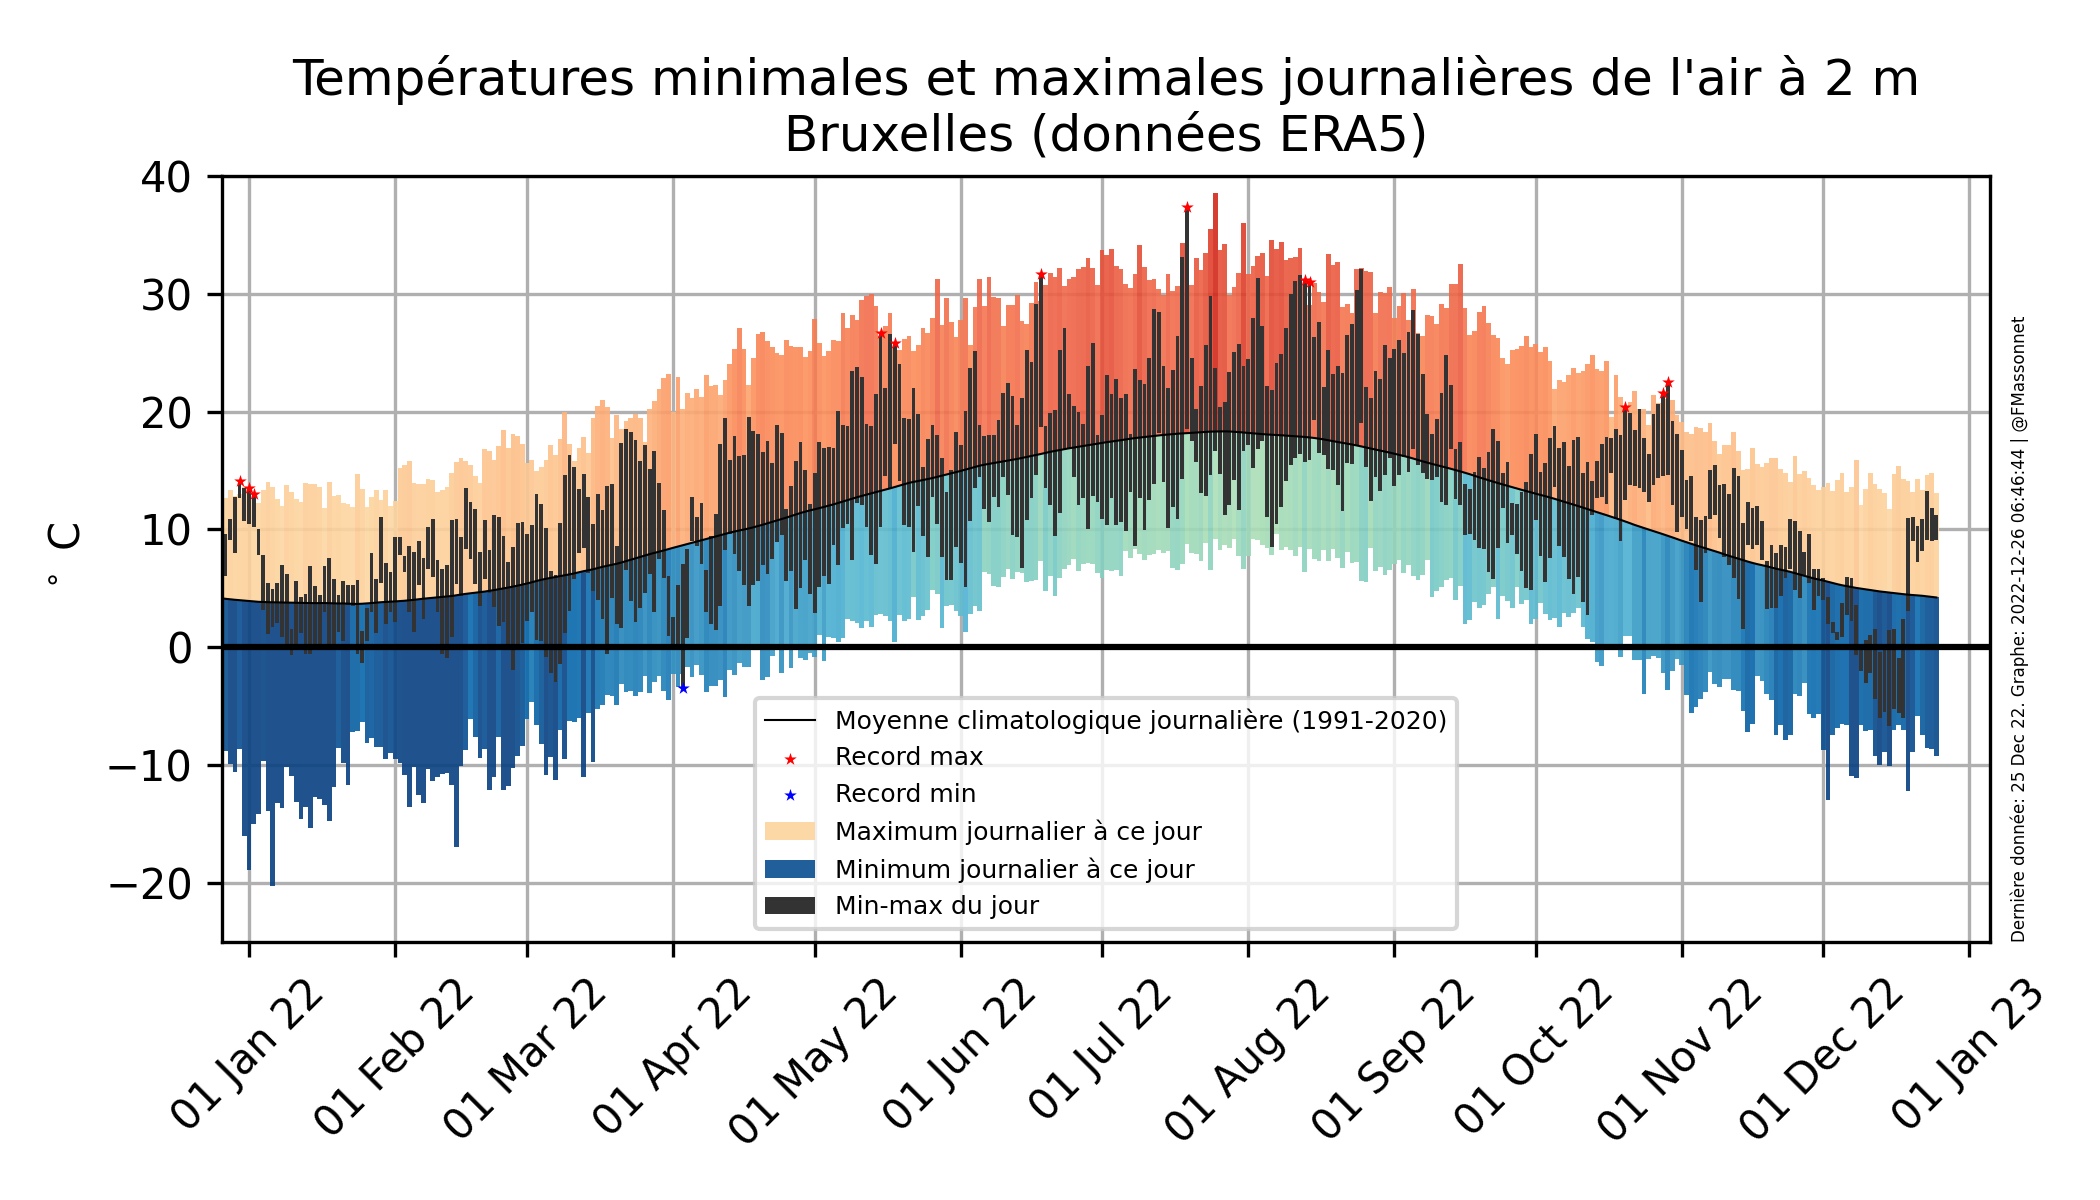 Températures minimales et maximales journalières de l'air à 2 m
Bruxelles (données ERA5)
40
30
20
10
0
−10
−20
° C
Moyenne climatologique journalière (1991-2020)
Record max
Record min
Maximum journalier à ce jour
Minimum journalier à ce jour
Min-max du jour
01 Jan 22
01 Feb 22
01 Mar 22
01 Apr 22
01 May 22
01 Jun 22
01 Jul 22
01 Aug 22
01 Sep 22
01 Oct 22
01 Nov 22
01 Dec 22
01 Jan 23
Dernière donnée: 25 Dec 22. Graphe: 2022-12-26 06:46:44 | @FMassonnet